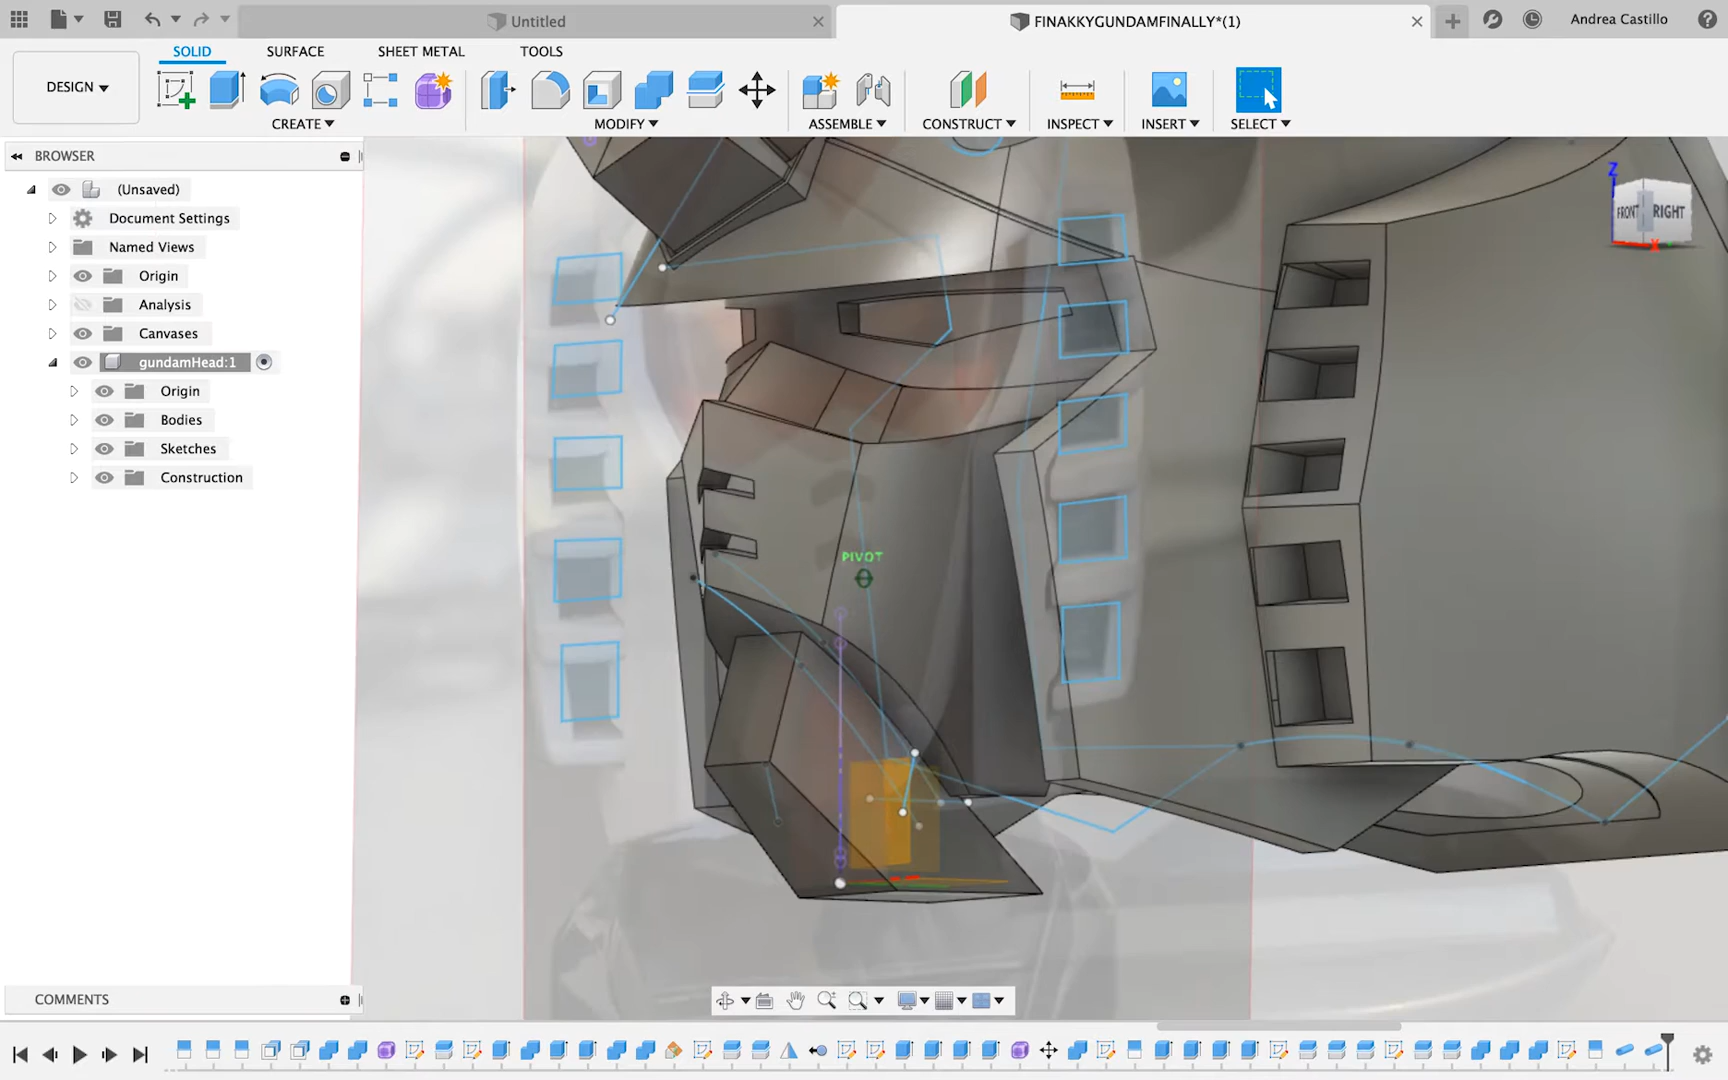 Untitled
FINAKKYGUNDAMFINALLY*(1)
Andrea Castillo
SOLID
SURFACE
SHEET METAL
TOOLS
DESIGN
CREATE
MODIFY
ASSEMBLE
CONSTRUCT
INSPECT
INSERT
SELECT
BROWSER
(Unsaved)
Document Settings
Named Views
Origin
Analysis
Canvases
gundamHead:1
Origin
Bodies
Sketches
Construction
Z
FRONT
RIGHT
X
PIVOT
COMMENTS